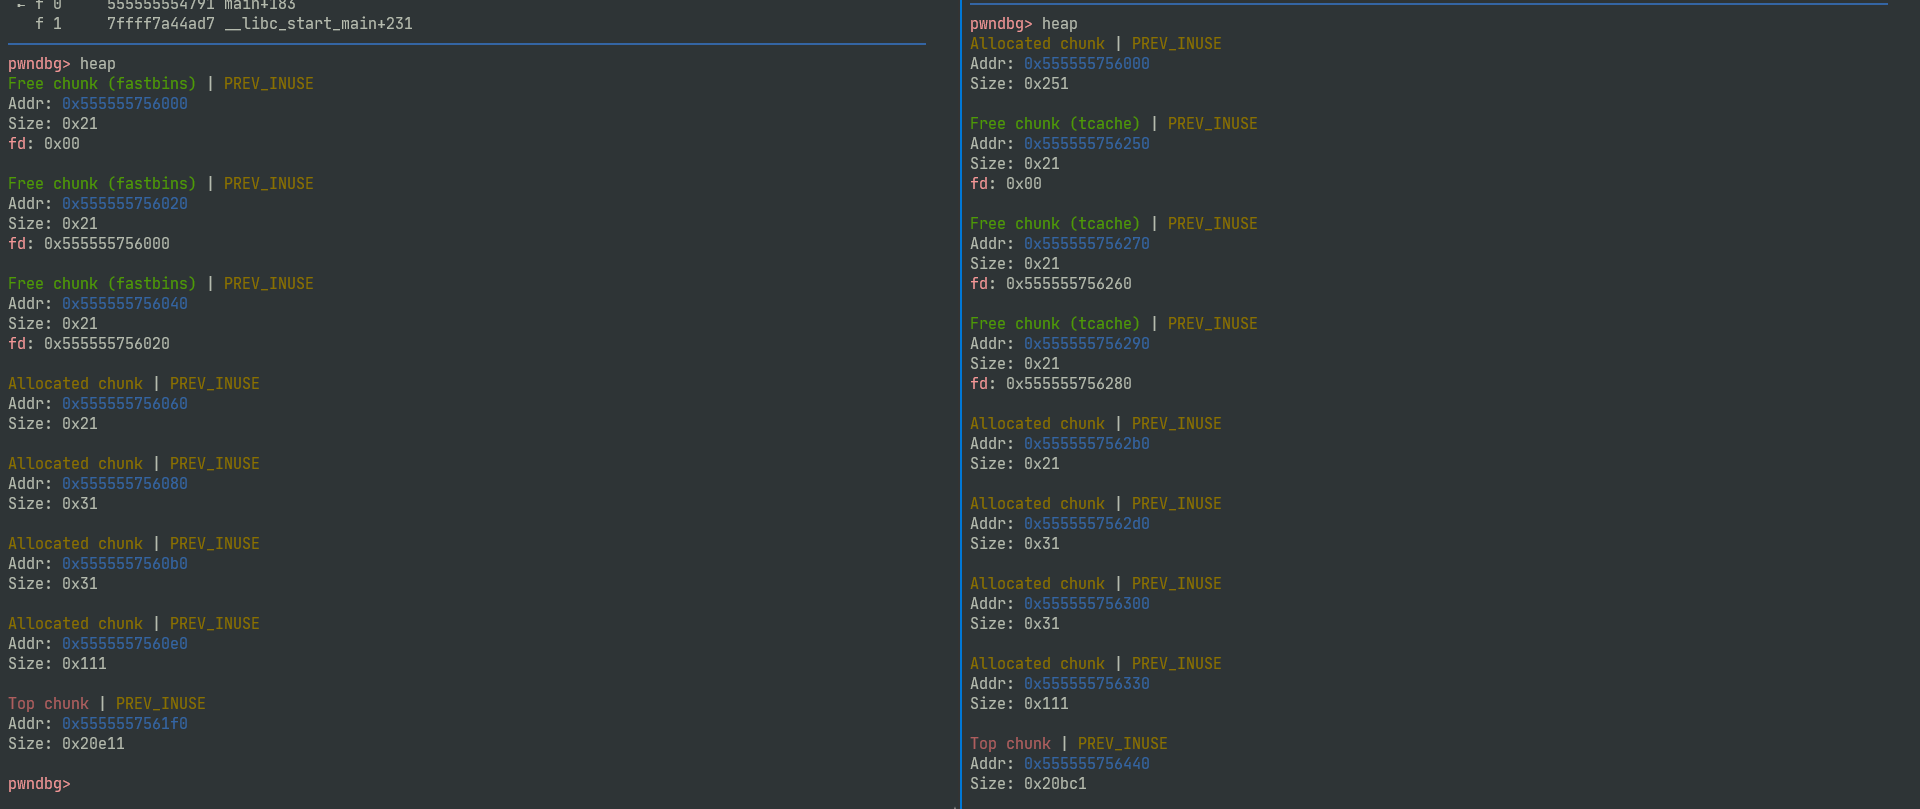 ← f 0     555555554791 main+183
f 1     7ffff7a44ad7 __libc_start_main+231
pwndbg> heap
Free chunk (fastbins) | PREV_INUSE
Addr: 0x555555756000
Size: 0x21
fd: 0x00
Free chunk (fastbins) | PREV_INUSE
Addr: 0x555555756020
Size: 0x21
fd: 0x555555756000
Free chunk (fastbins) | PREV_INUSE
Addr: 0x555555756040
Size: 0x21
fd: 0x555555756020
Allocated chunk | PREV_INUSE
Addr: 0x555555756060
Size: 0x21
Allocated chunk | PREV_INUSE
Addr: 0x555555756080
Size: 0x31
Allocated chunk | PREV_INUSE
Addr: 0x5555557560b0
Size: 0x31
Allocated chunk | PREV_INUSE
Addr: 0x5555557560e0
Size: 0x111
Top chunk | PREV_INUSE
Addr: 0x5555557561f0
Size: 0x20e11
pwndbg>
pwndbg> heap
Allocated chunk | PREV_INUSE
Addr: 0x555555756000
Size: 0x251
Free chunk (tcache) | PREV_INUSE
Addr: 0x555555756250
Size: 0x21
fd: 0x00
Free chunk (tcache) | PREV_INUSE
Addr: 0x555555756270
Size: 0x21
fd: 0x555555756260
Free chunk (tcache) | PREV_INUSE
Addr: 0x555555756290
Size: 0x21
fd: 0x555555756280
Allocated chunk | PREV_INUSE
Addr: 0x5555557562b0
Size: 0x21
Allocated chunk | PREV_INUSE
Addr: 0x5555557562d0
Size: 0x31
Allocated chunk | PREV_INUSE
Addr: 0x555555756300
Size: 0x31
Allocated chunk | PREV_INUSE
Addr: 0x555555756330
Size: 0x111
Top chunk | PREV_INUSE
Addr: 0x555555756440
Size: 0x20bc1